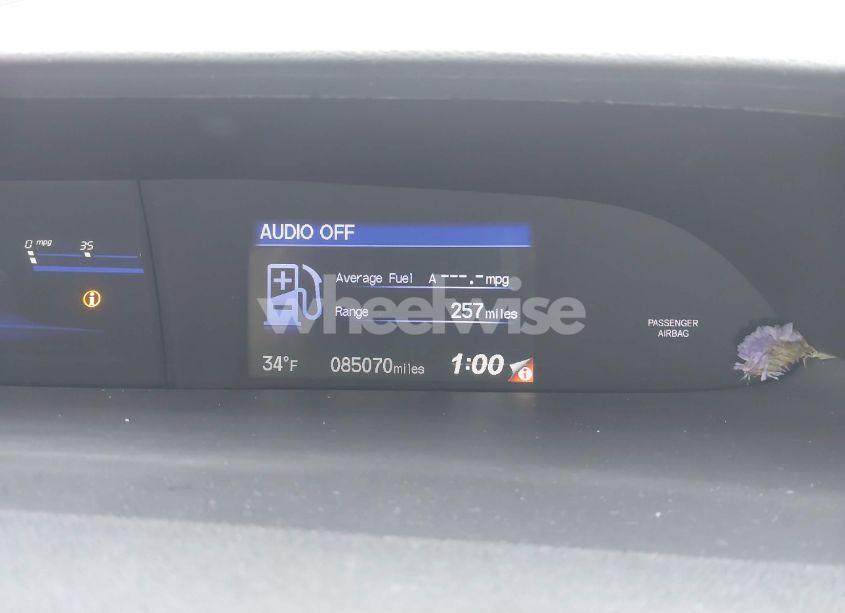 AUDIO OFF
0 mpg 35
Average Fuel A ---.- mpg
wheelwise
Range 257 miles
PASSENGER
AIRBAG
34°F 085070 miles 1:00 i
i